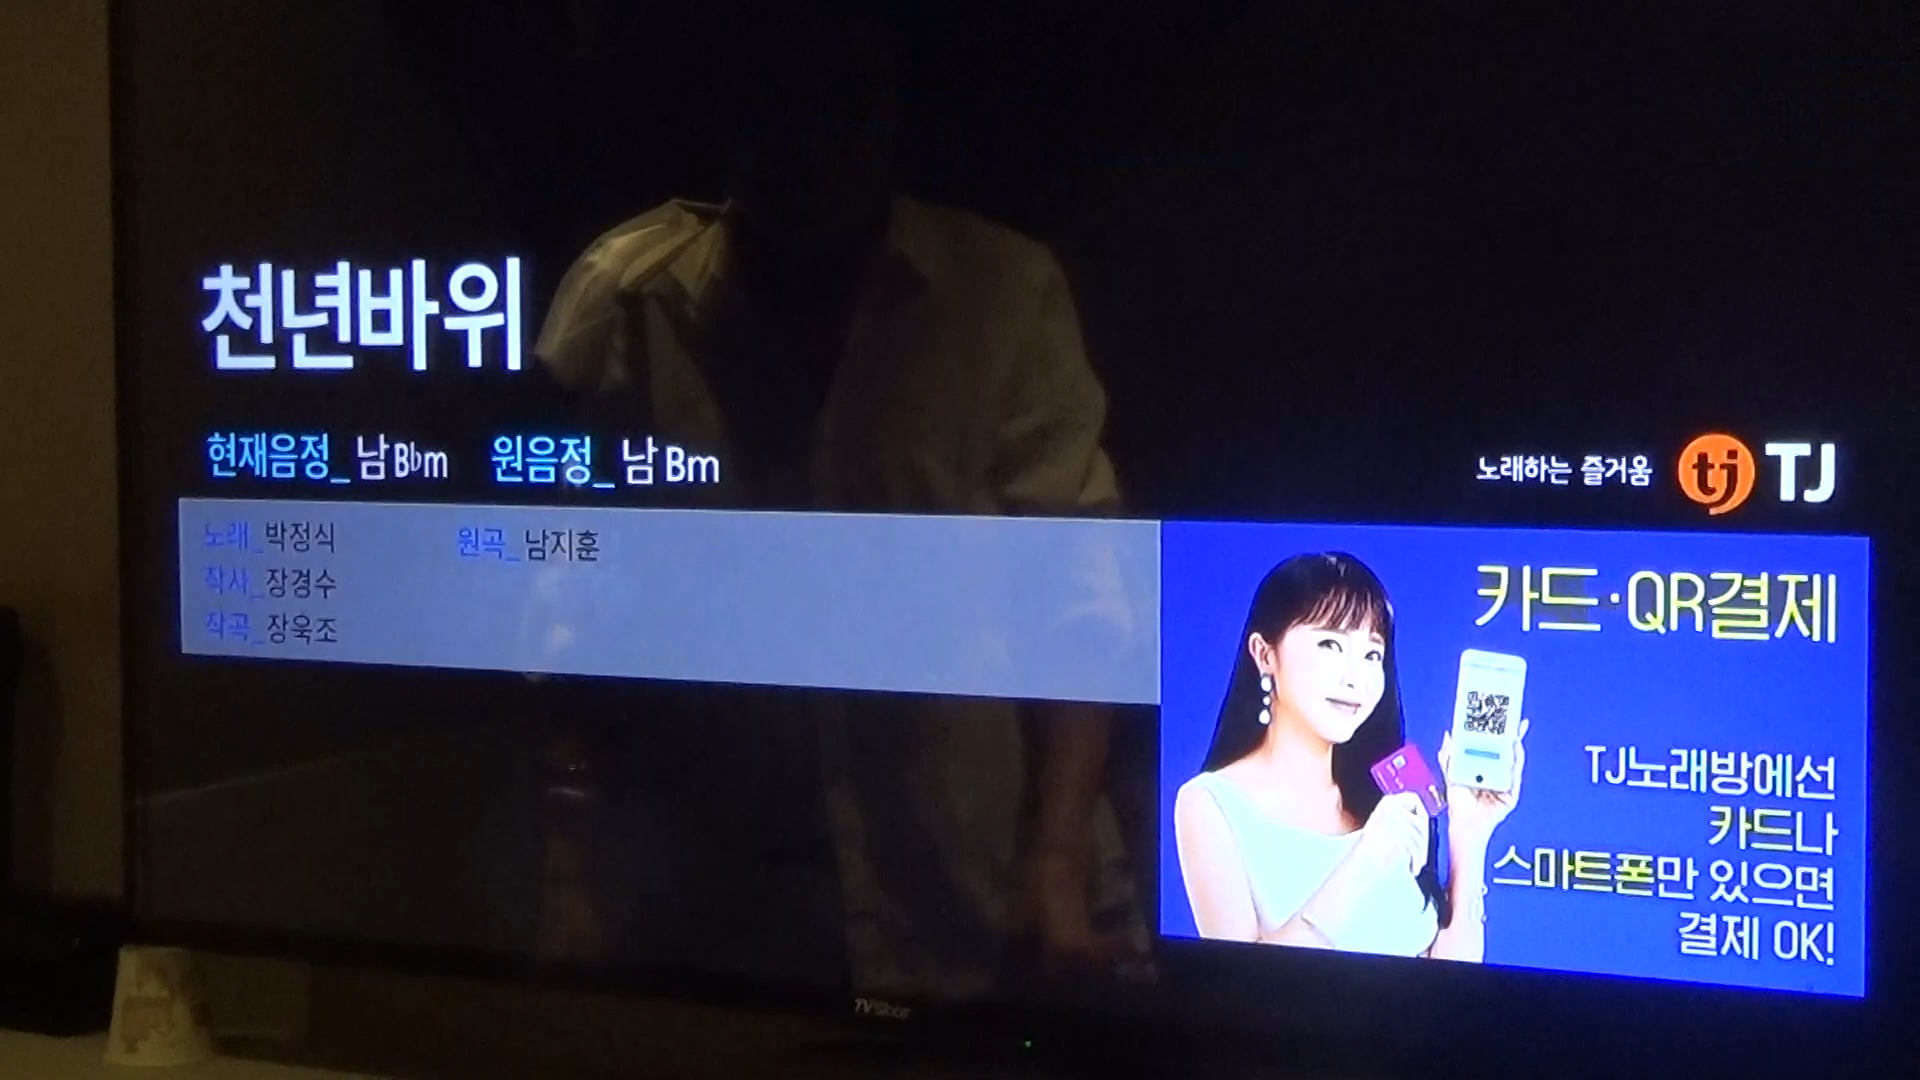 천년바위
현재음정_ 남 B♭m 원음정_ 남 Bm
노래하는 즐거움 tj TJ
노래_박정식 원곡_남지훈
작사_장경수
작곡_장욱조
카드·QR결제
TJ노래방에선
카드나
스마트폰만 있으면
결제 OK!